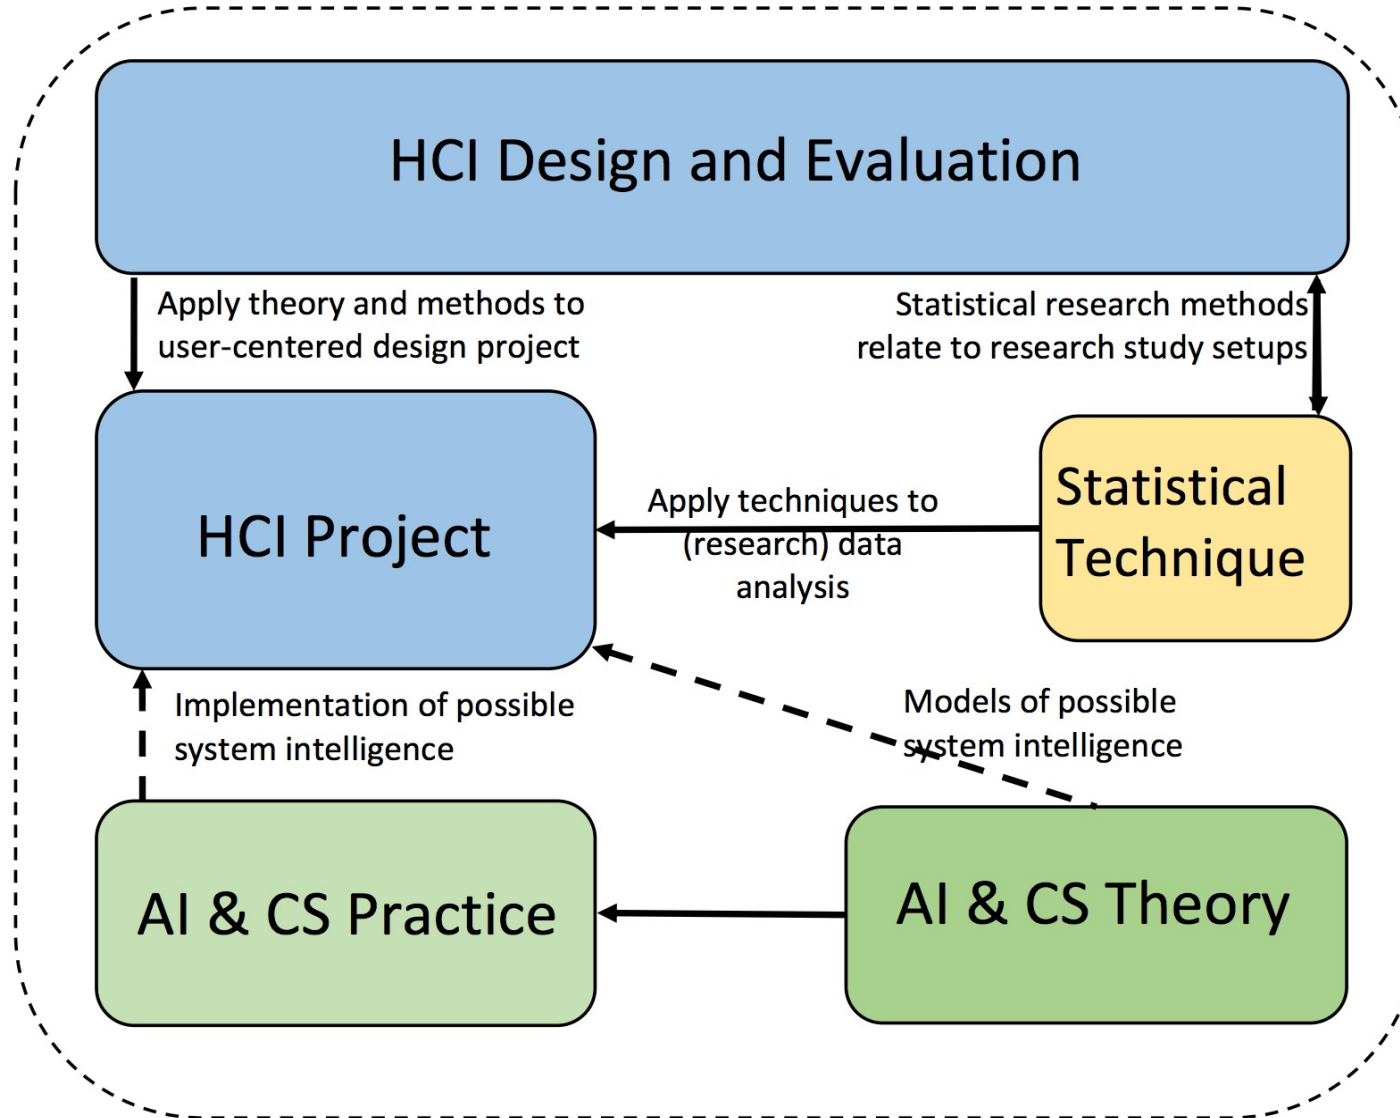 HCI Design and Evaluation
Apply theory and methods to
user-centered design project
Statistical research methods
relate to research study setups
HCI Project
Apply techniques to
(research) data
analysis
Statistical
Technique
Implementation of possible
system intelligence
Models of possible
system intelligence
AI & CS Practice
AI & CS Theory